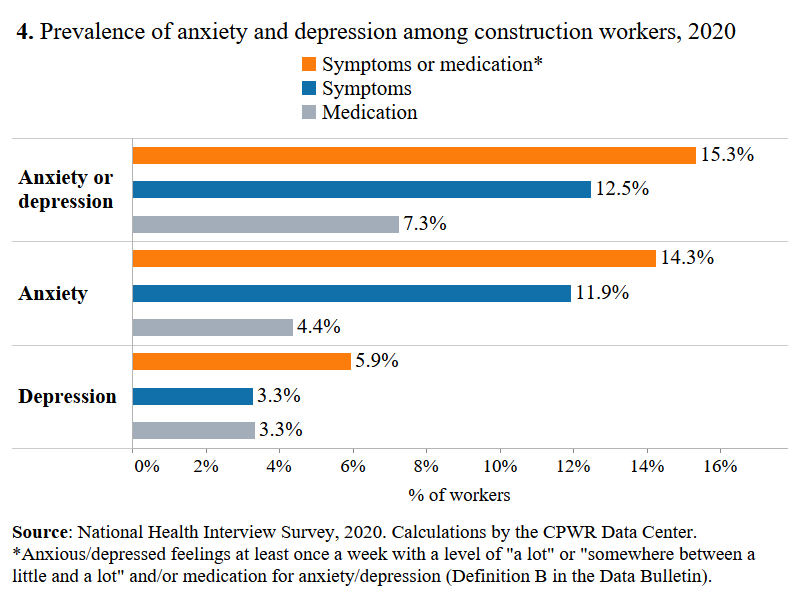 4. Prevalence of anxiety and depression among construction workers, 2020
Symptoms or medication*
Symptoms
Medication
Anxiety or
depression
15.3%
12.5%
7.3%
Anxiety
14.3%
11.9%
4.4%
Depression
5.9%
3.3%
3.3%
0% 2% 4% 6% 8% 10% 12% 14% 16%
% of workers
Source: National Health Interview Survey, 2020. Calculations by the CPWR Data Center.
*Anxious/depressed feelings at least once a week with a level of "a lot" or "somewhere between a
little and a lot" and/or medication for anxiety/depression (Definition B in the Data Bulletin).